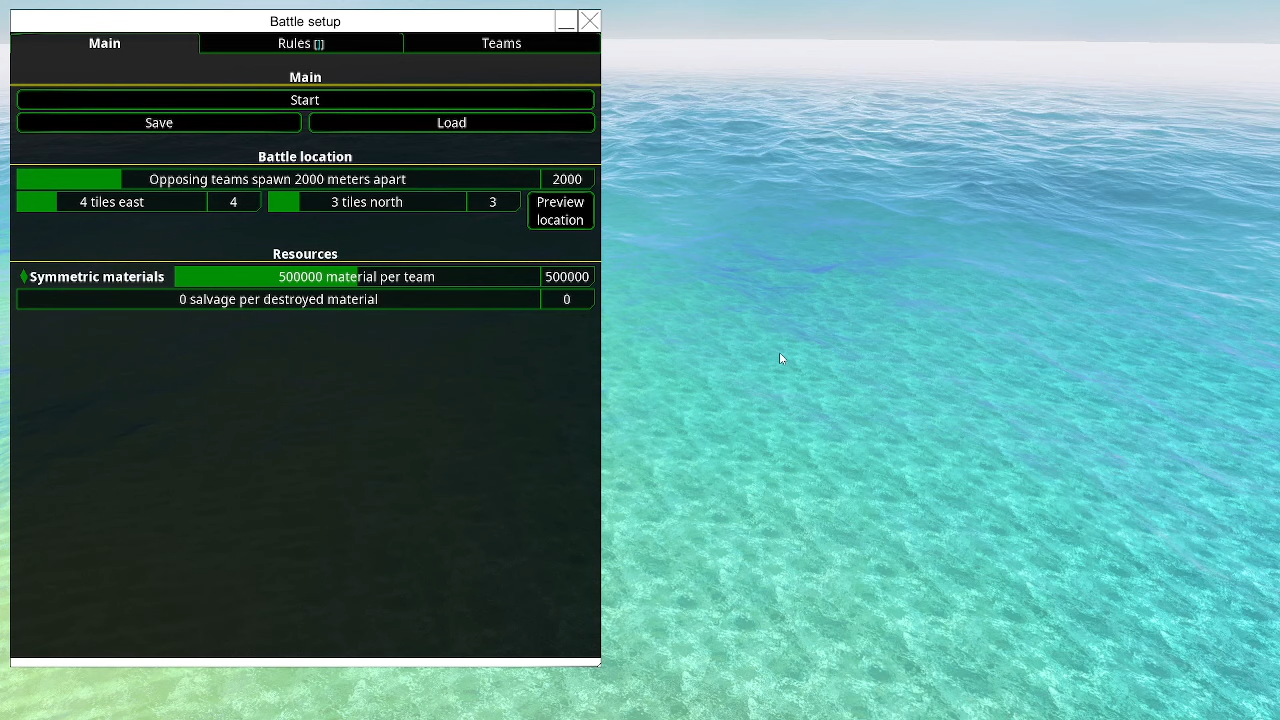 Battle setup
Main
Rules []
Teams
Main
Start
Save
Load
Battle location
Opposing teams spawn 2000 meters apart
2000
4 tiles east
4
3 tiles north
3
Preview
location
Resources
Symmetric materials
500000 material per team
500000
0 salvage per destroyed material
0